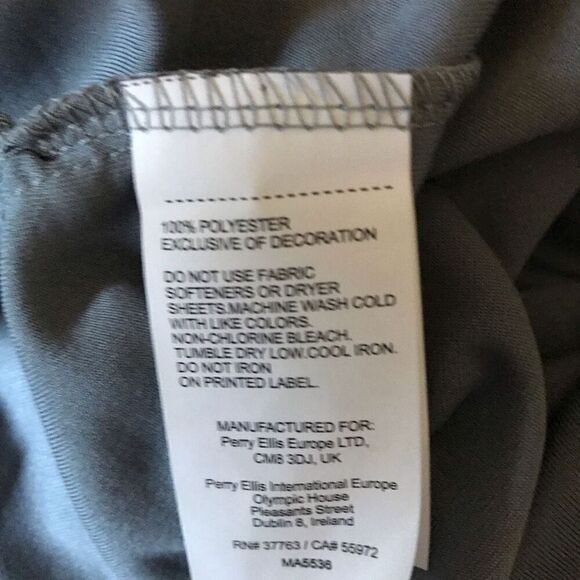 100% POLYESTER
EXCLUSIVE OF DECORATION
DO NOT USE FABRIC
SOFTENERS OR DRYER
SHEETS.MACHINE WASH COLD
WITH LIKE COLORS.
NON-CHLORINE BLEACH.
TUMBLE DRY LOW.COOL IRON.
DO NOT IRON
ON PRINTED LABEL.
MANUFACTURED FOR:
Perry Ellis Europe LTD,
CM8 3DJ, UK
Perry Ellis International Europe
Olympic House
Pleasants Street
Dublin 8, Ireland
RN# 37763 / CA# 55972
MA5536